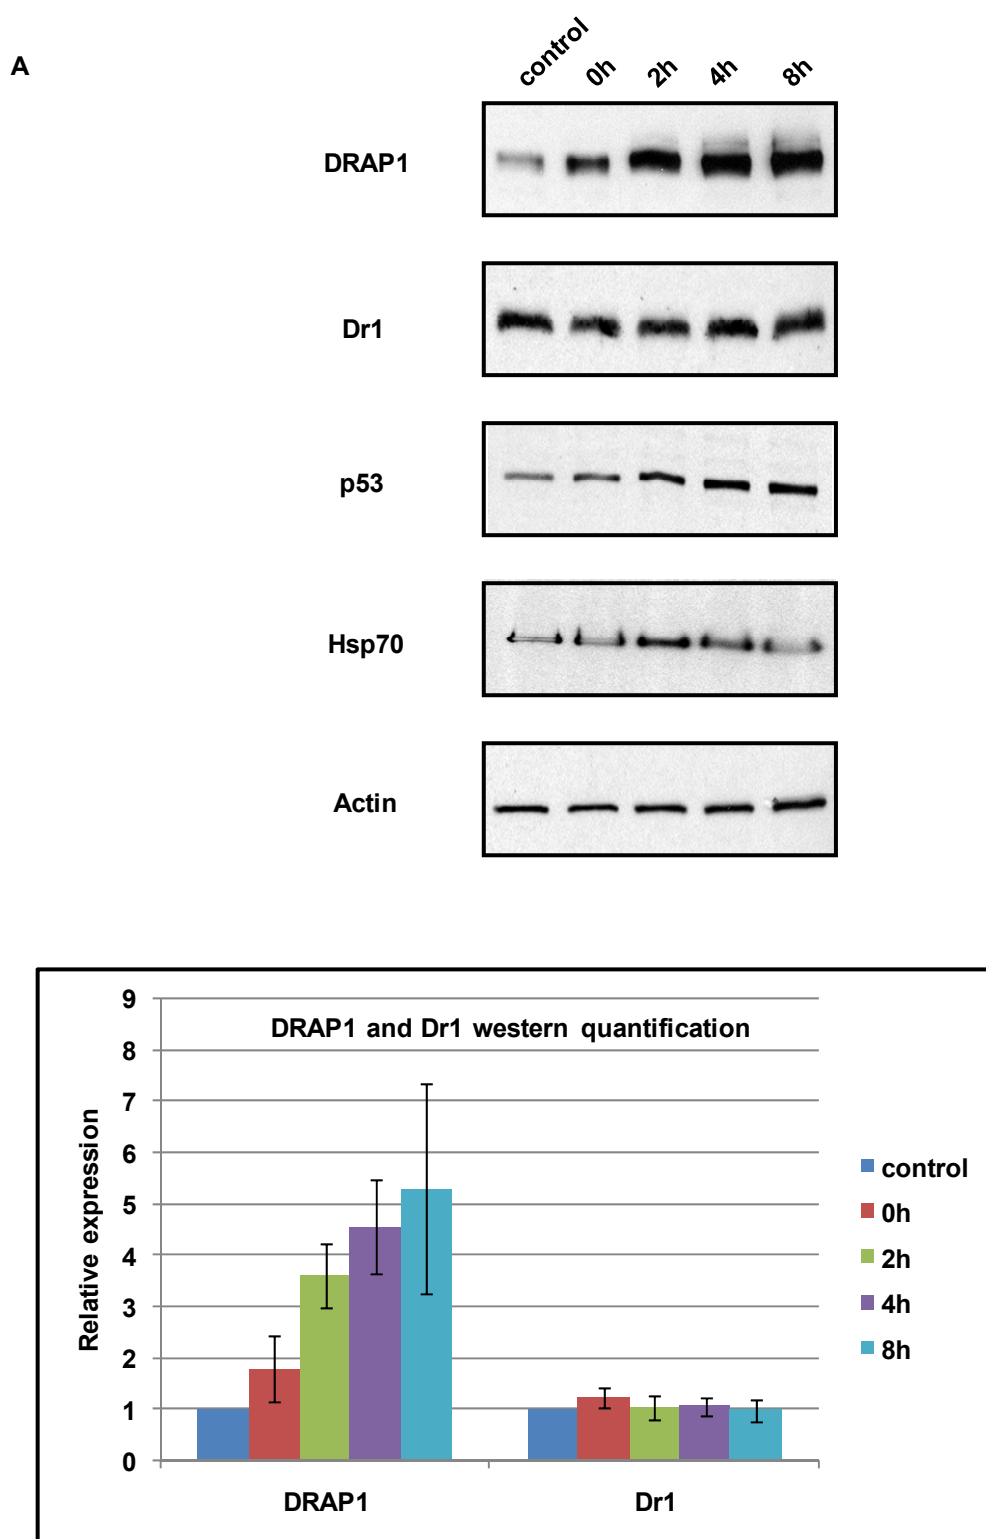 A
control 0h 2h 4h 8h
DRAP1
Dr1
p53
Hsp70
Actin
DRAP1 and Dr1 western quantification
Relative expression
9
8
7
6
5
4
3
2
1
0
DRAP1 Dr1
control
0h
2h
4h
8h